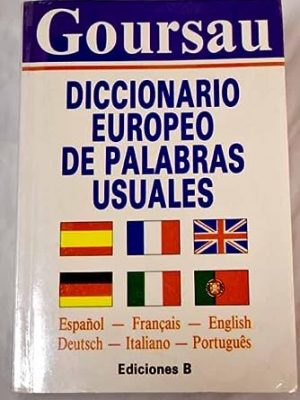 Goursau
DICCIONARIO
EUROPEO
DE PALABRAS
USUALES
Español — Français — English
Deutsch — Italiano — Português
Ediciones B